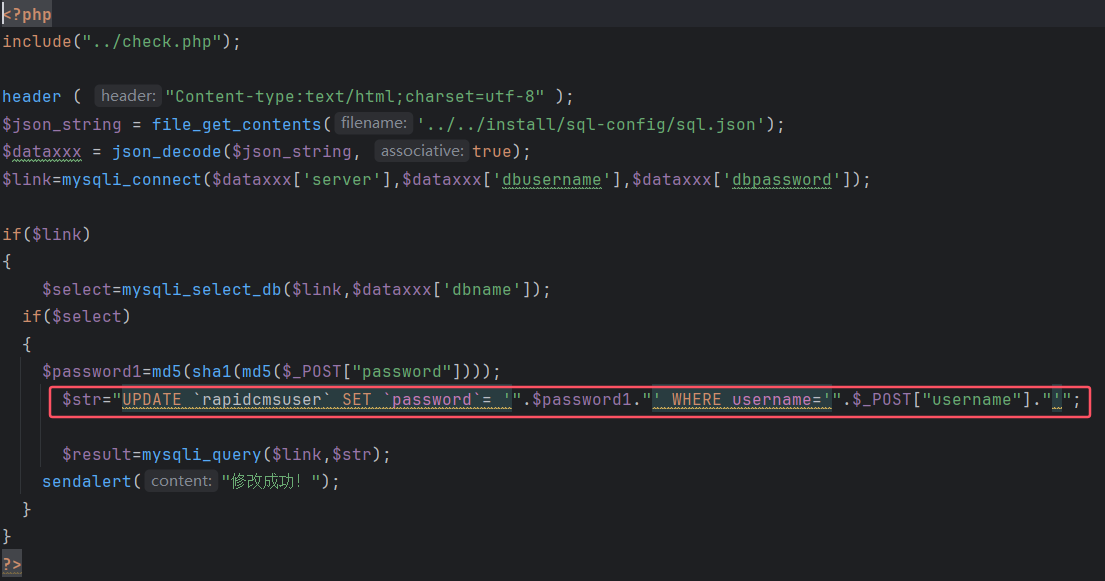 <?php
include("../check.php");
header ( header: "Content-type:text/html;charset=utf-8" );
$json_string = file_get_contents( filename: '../../install/sql-config/sql.json');
$dataxxx = json_decode($json_string, associative: true);
$link=mysqli_connect($dataxxx['server'],$dataxxx['dbusername'],$dataxxx['dbpassword']);
if($link)
{
$select=mysqli_select_db($link,$dataxxx['dbname']);
if($select)
{
$password1=md5(sha1(md5($_POST["password"])));
$str="UPDATE `rapidcmsuser` SET `password`= '".$password1."' WHERE username='".$_POST["username"]."'";
$result=mysqli_query($link,$str);
sendalert( content: "修改成功！");
}
}
?>